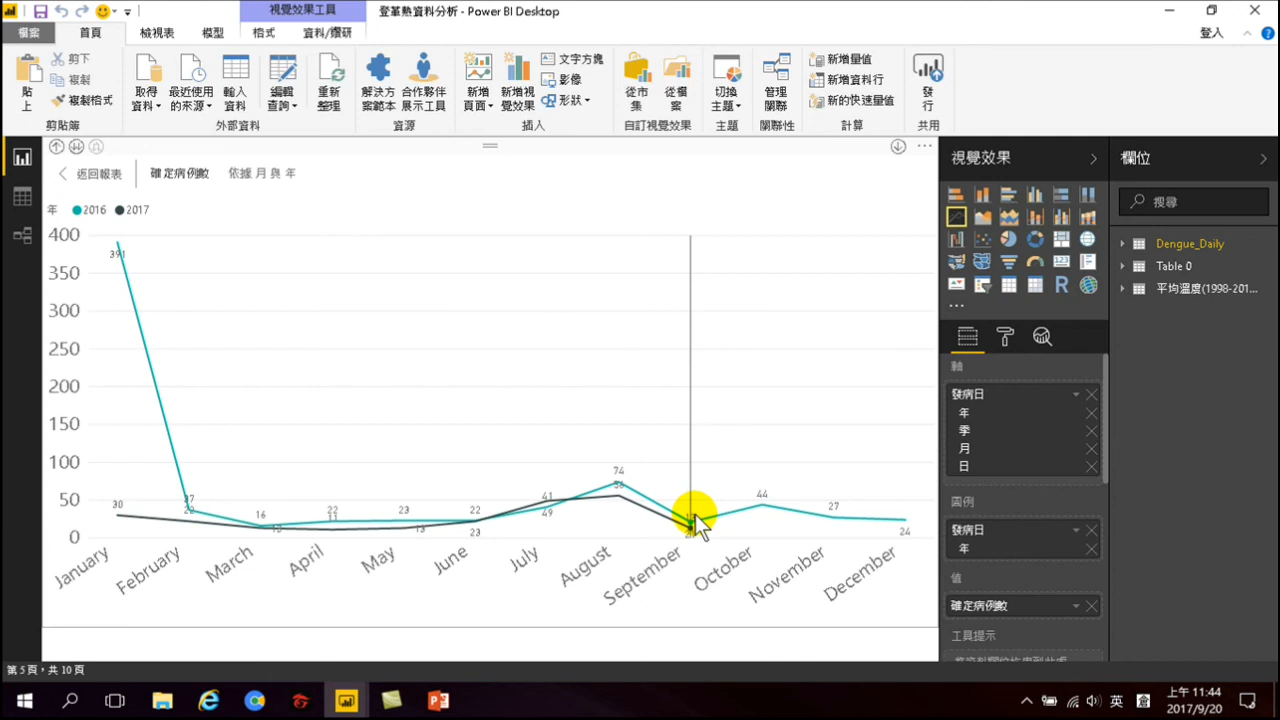 視覺效果工具
登革熱資料分析 - Power BI Desktop
檔案
首頁
檢視表
模型
格式
資料/鑽研
登入
貼上
剪下
複製
複製格式
剪貼簿
取得資料
最近使用的來源
輸入資料
編輯查詢
重新整理
外部資料
解決方案範本
合作夥伴展示工具
資源
新增頁面
新增視覺效果
文字方塊
影像
形狀
插入
從市集
從檔案
自訂視覺效果
切換主題
主題
管理關聯
關聯性
新增量值
新增資料行
新的快速量值
計算
發行
共用
返回報表
確定病例數
依據 月 與 年
年
2016
2017
400
350
300
250
200
150
100
50
0
391
30
37
22
16
13
22
11
23
13
22
23
41
49
74
56
44
27
24
January
February
March
April
May
June
July
August
September
October
November
December
視覺效果
123
R
軸
發病日
年
季
月
日
圖例
發病日
年
值
確定病例數
工具提示
欄位
搜尋
Dengue_Daily
Table 0
平均溫度(1998-201...
第 5 頁，共 10 頁
英
上午 11:44
2017/9/20